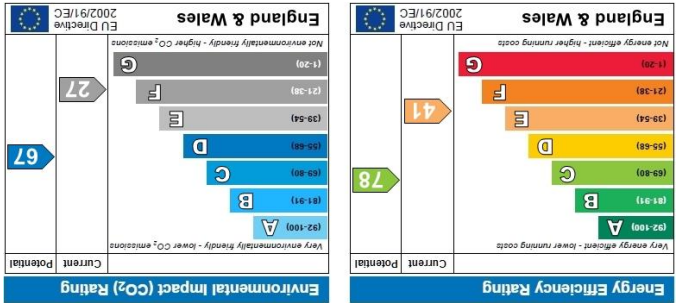 Energy Efficiency Rating
Current Potential
Very energy efficient - lower running costs
(92-100) A
(81-91) B
(69-80) C
78
(55-68) D
(39-54) E
41
(21-38) F
(1-20) G
Not energy efficient - higher running costs
England & Wales
EU Directive
2002/91/EC
Environmental Impact (CO₂) Rating
Current Potential
Very environmentally friendly - lower CO₂ emissions
(92-100) A
(81-91) B
(69-80) C
(55-68) D
67
(39-54) E
(21-38) F
27
(1-20) G
Not environmentally friendly - higher CO₂ emissions
England & Wales
EU Directive
2002/91/EC